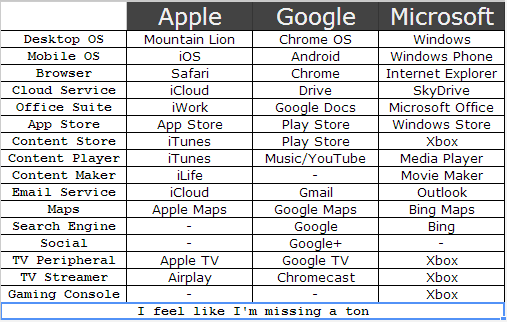 Apple Google Microsoft
Desktop OS Mountain Lion Chrome OS Windows
Mobile OS iOS Android Windows Phone
Browser Safari Chrome Internet Explorer
Cloud Service iCloud Drive SkyDrive
Office Suite iWork Google Docs Microsoft Office
App Store App Store Play Store Windows Store
Content Store iTunes Play Store Xbox
Content Player iTunes Music/YouTube Media Player
Content Maker iLife - Movie Maker
Email Service iCloud Gmail Outlook
Maps Apple Maps Google Maps Bing Maps
Search Engine - Google Bing
Social - Google+ -
TV Peripheral Apple TV Google TV Xbox
TV Streamer Airplay Chromecast Xbox
Gaming Console - - Xbox
I feel like I'm missing a ton